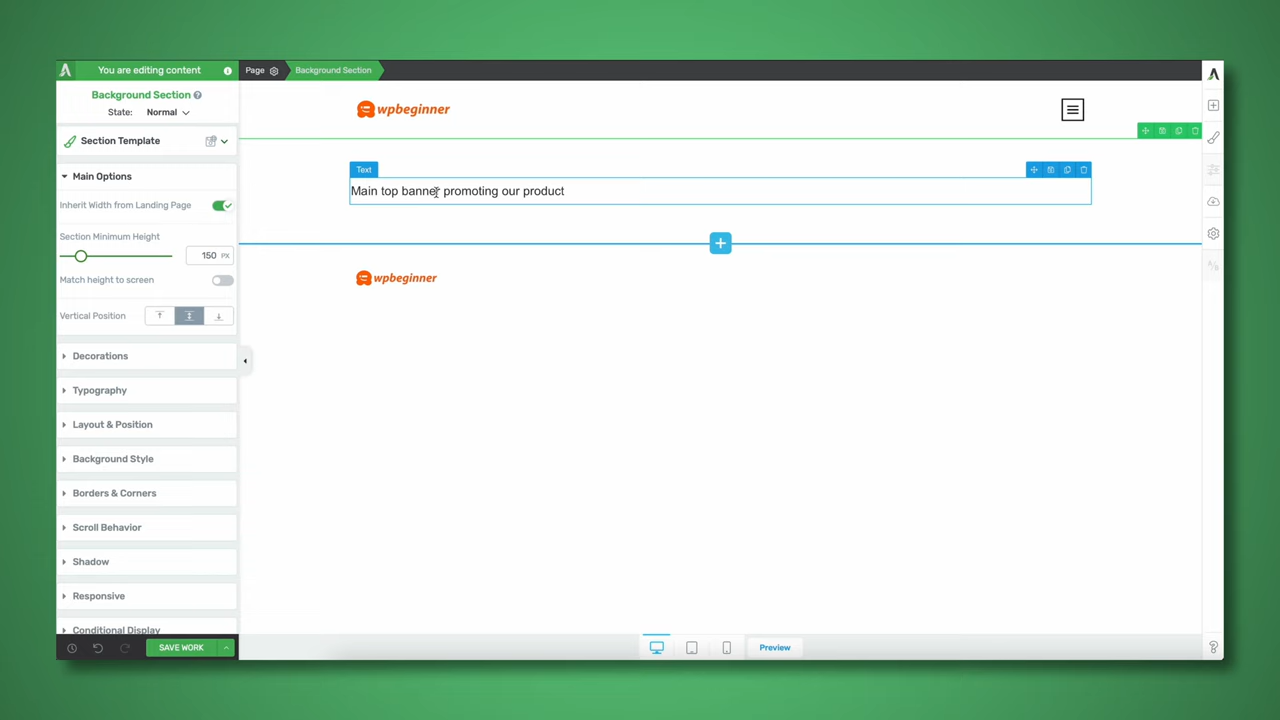 You are editing content
Page
Background Section
Background Section
State: Normal
Section Template
Main Options
Inherit Width from Landing Page
Section Minimum Height
150 PX
Match height to screen
Vertical Position
Decorations
Typography
Layout & Position
Background Style
Borders & Corners
Scroll Behavior
Shadow
Responsive
Conditional Display
SAVE WORK
wpbeginner
Text
Main top banner promoting our product
wpbeginner
Preview